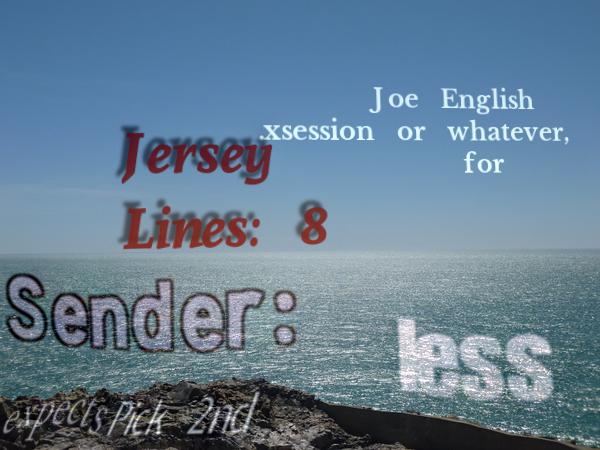 Joe English
.xsession or whatever,
for
Jersey
Lines: 8
Sender:
less
expects Pick 2nd